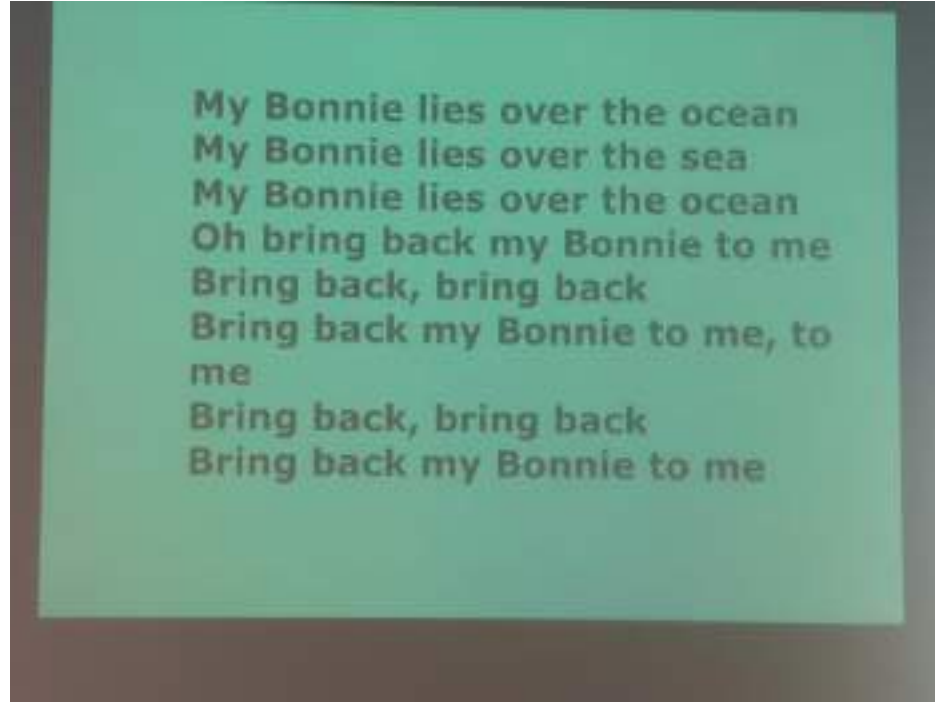 My Bonnie lies over the ocean
My Bonnie lies over the sea
My Bonnie lies over the ocean
Oh bring back my Bonnie to me
Bring back, bring back
Bring back my Bonnie to me, to
me
Bring back, bring back
Bring back my Bonnie to me